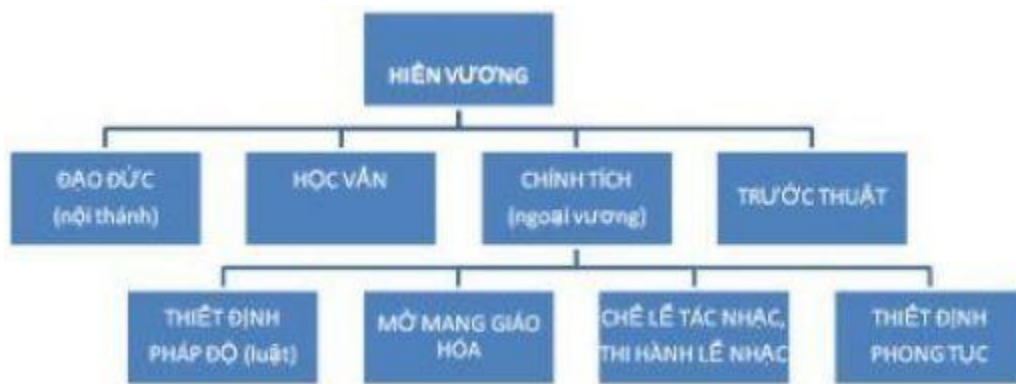 HIỀN VƯƠNG
ĐẠO ĐỨC
(nội thánh)
HỌC VẤN
CHÍNH TÍCH
(ngoại vương)
TRƯỚC THUẬT
THIẾT ĐỊNH
PHÁP ĐỘ (luật)
MỞ MANG GIÁO
HÓA
CHẾ LỄ TÁC NHẠC,
THI HÀNH LỄ NHẠC
THIẾT ĐỊNH
PHONG TỤC